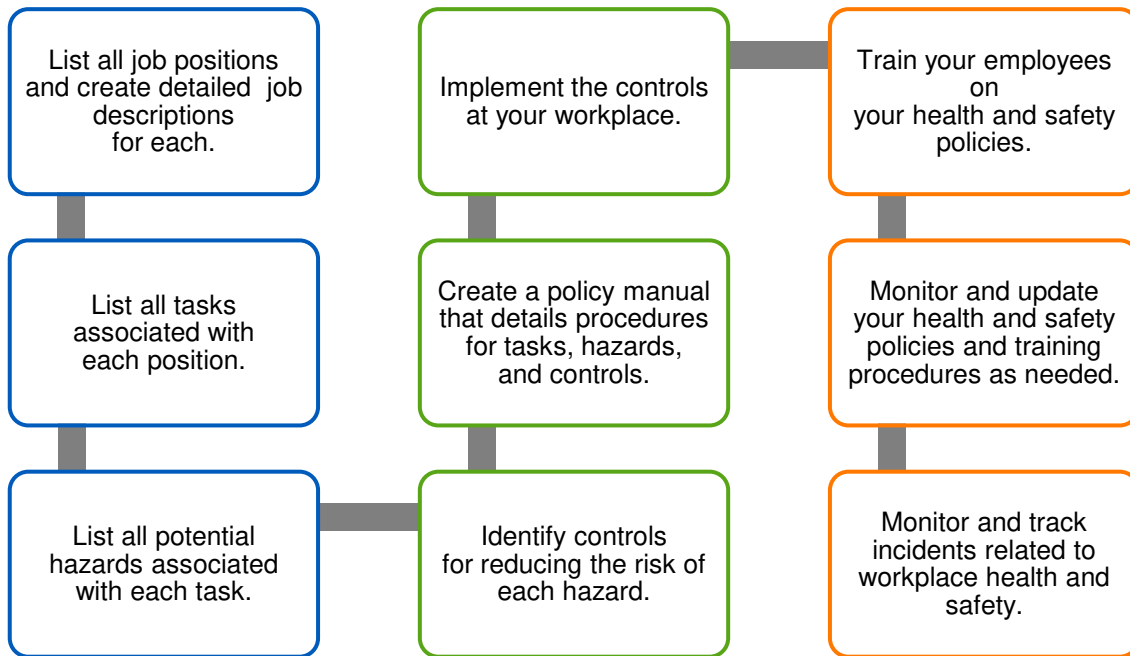 List all job positions
and create detailed  job
descriptions
for each.
List all tasks
associated with
each position.
List all potential
hazards associated
with each task.
Identify controls
for reducing the risk of
each hazard.
Create a policy manual
that details procedures
for tasks, hazards,
and controls.
Implement the controls
at your workplace.
Train your employees
on
your health and safety
policies.
Monitor and update
your health and safety
policies and training
procedures as needed.
Monitor and track
incidents related to
workplace health and
safety.